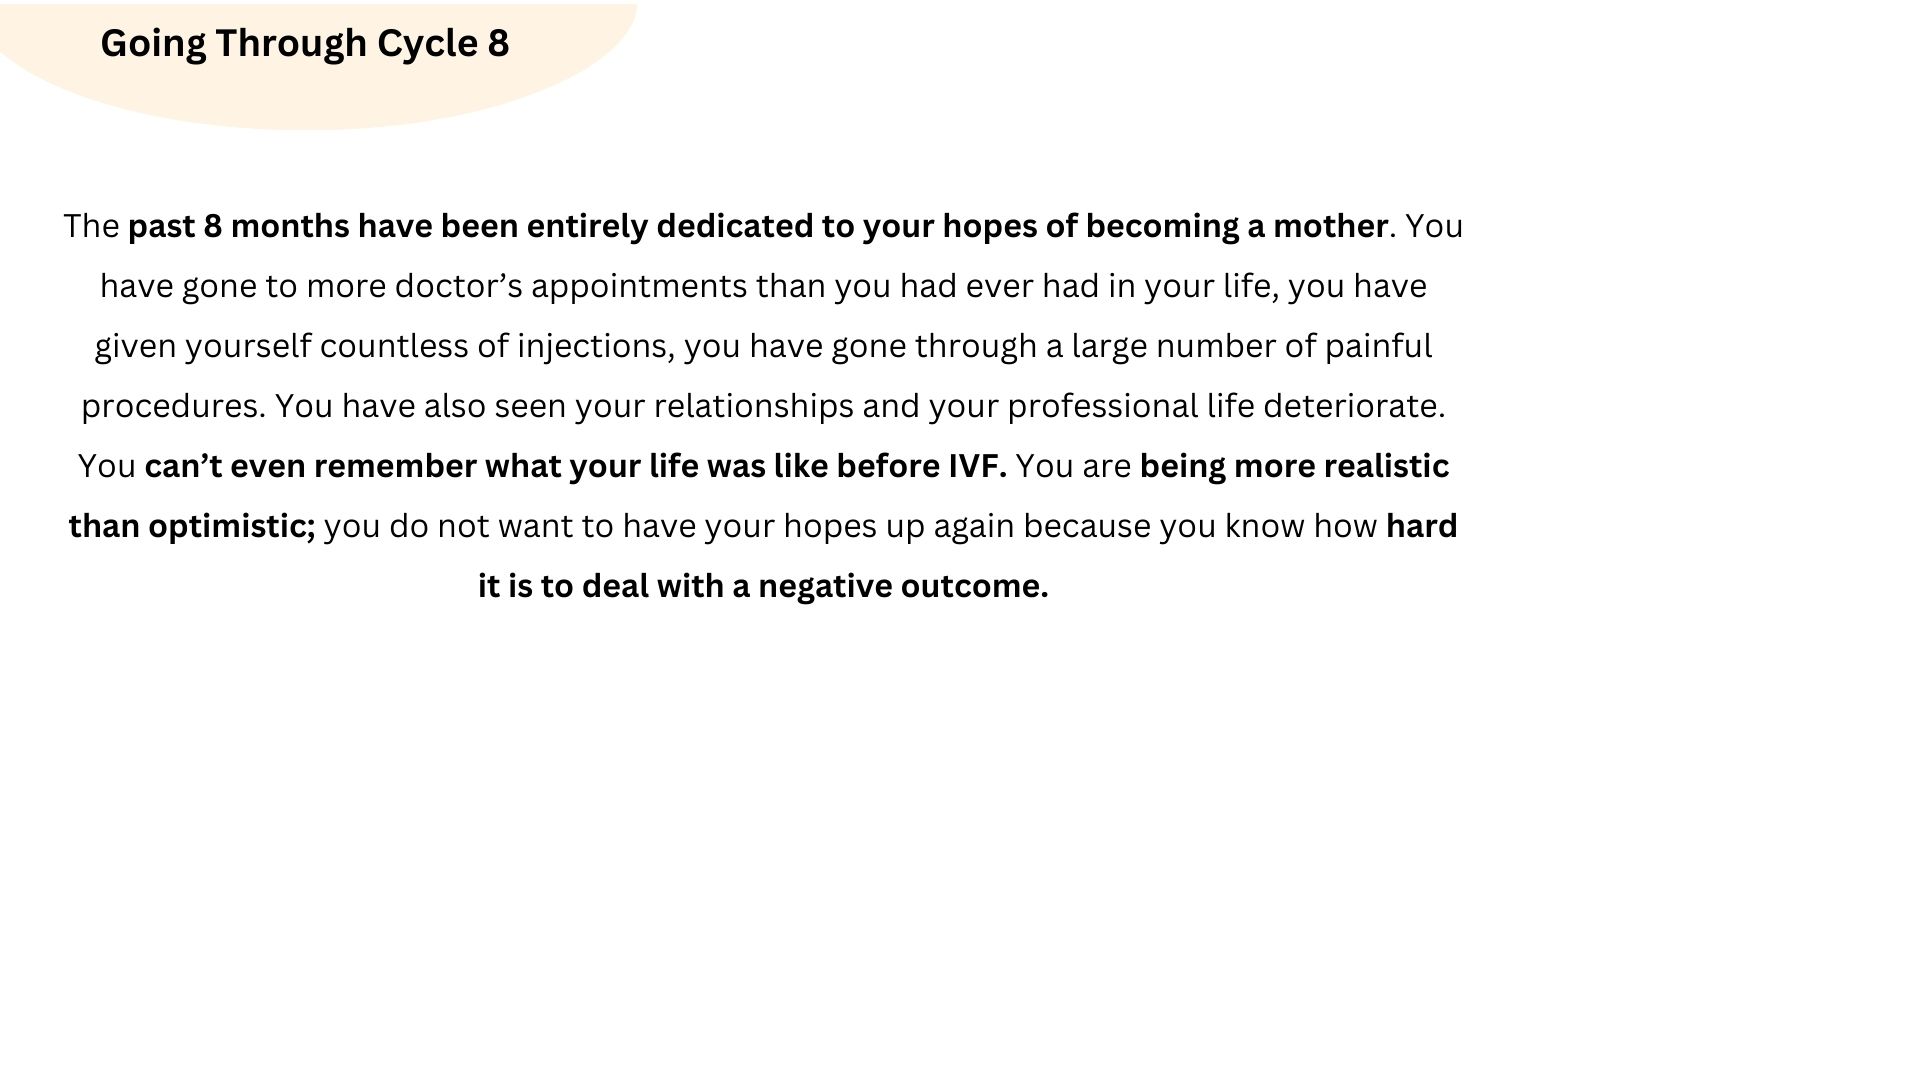 Going Through Cycle 8
The past 8 months have been entirely dedicated to your hopes of becoming a mother. You
have gone to more doctor’s appointments than you had ever had in your life, you have
given yourself countless of injections, you have gone through a large number of painful
procedures. You have also seen your relationships and your professional life deteriorate.
You can’t even remember what your life was like before IVF. You are being more realistic
than optimistic; you do not want to have your hopes up again because you know how hard
it is to deal with a negative outcome.